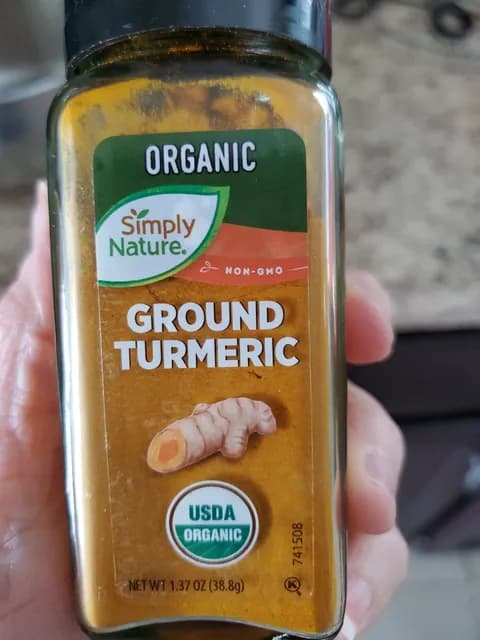 ORGANIC
Simply
Nature®
NON-GMO
GROUND
TURMERIC
USDA
ORGANIC
741508
NET WT 1.37 OZ (38.8g)
K